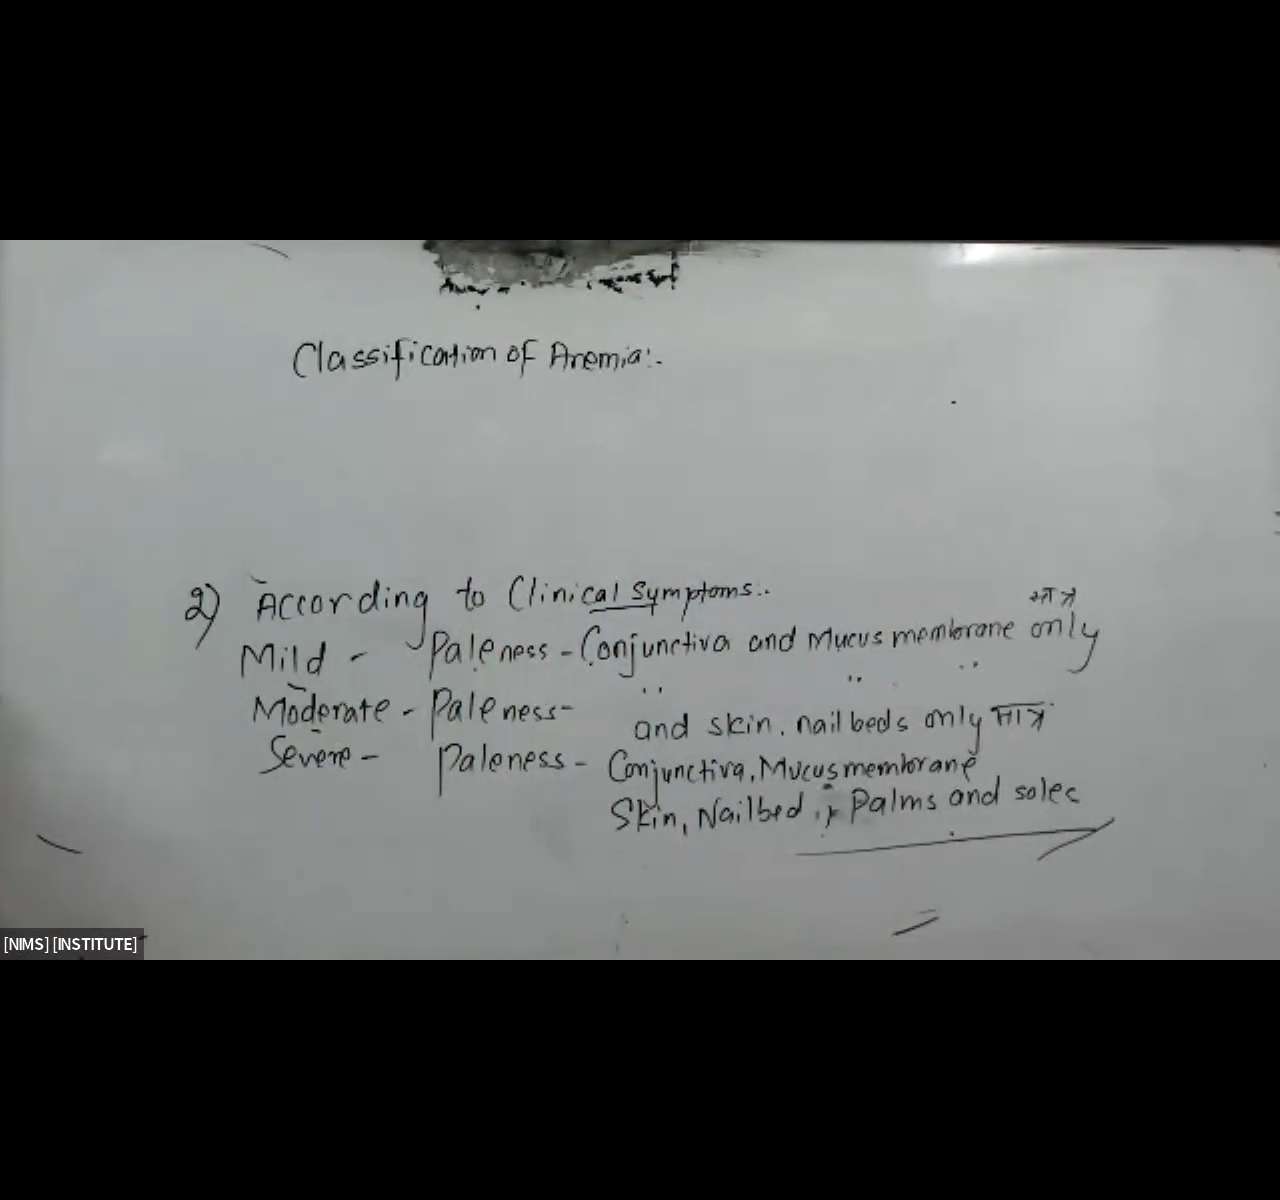 Classification of Anemia:-
2) According to Clinical Symptoms:-
मात्र
Mild - Paleness - Conjunctiva and Mucus membrane only
Moderate - Paleness - " " "
and skin, nail beds only मात्र
Severe - Paleness - Conjunctiva, Mucus membrane
Skin, Nailbed, Palms and soles
[NIMS] [INSTITUTE]